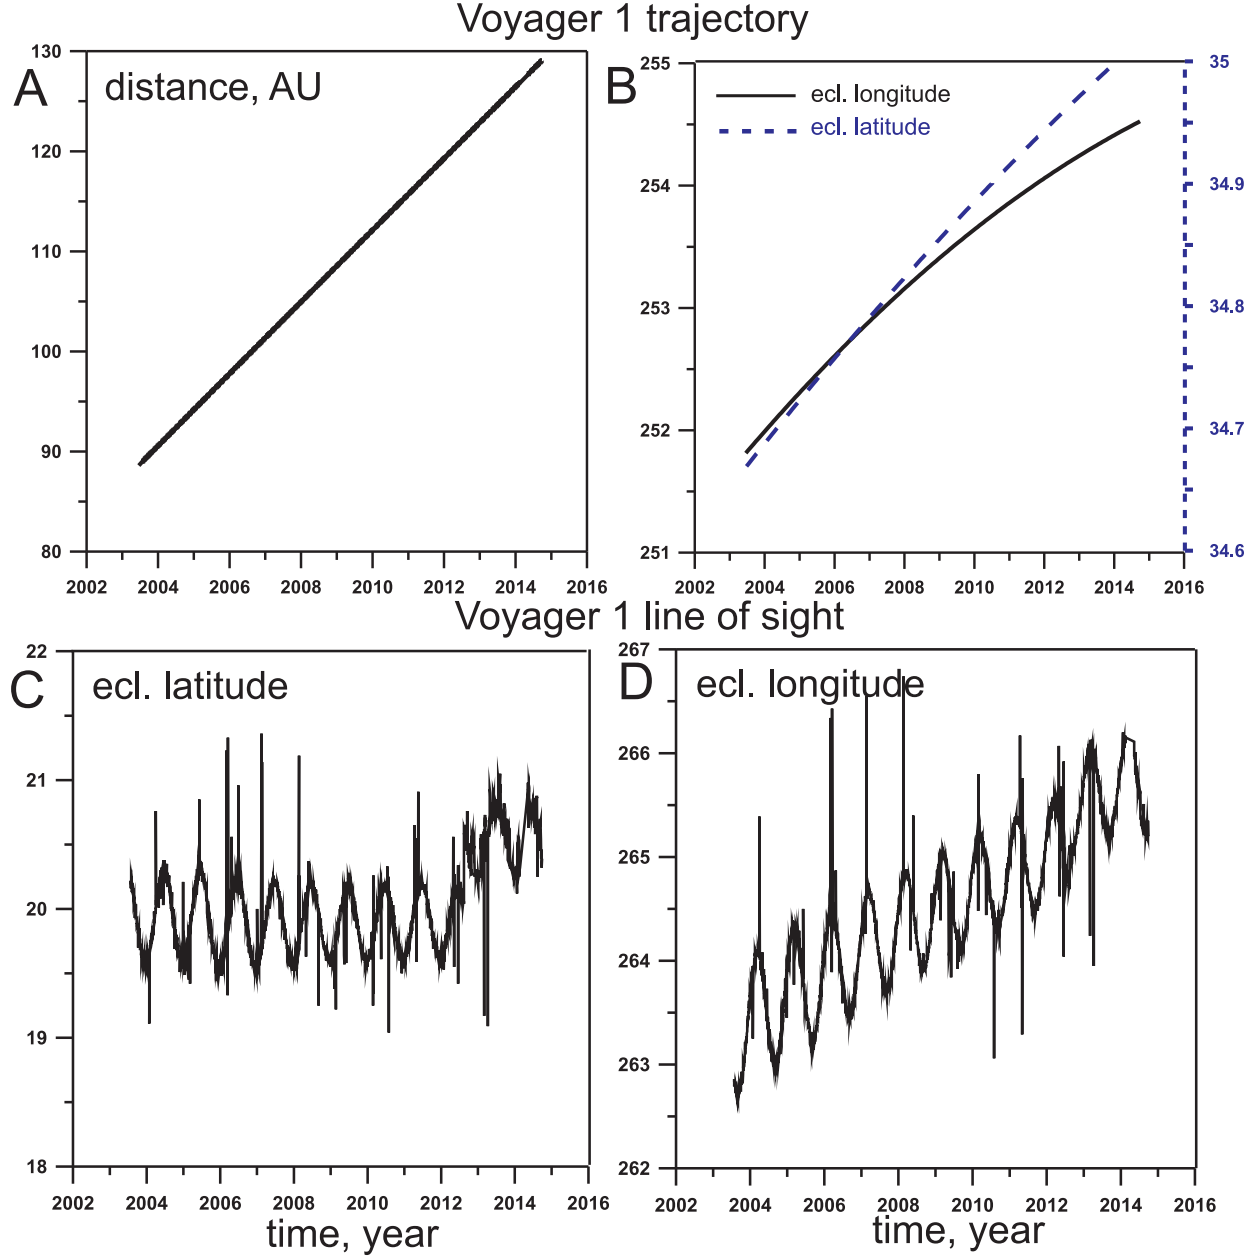 Voyager 1 trajectory
A
distance, AU
130
120
110
100
90
80
2002 2004 2006 2008 2010 2012 2014 2016
B
ecl. longitude
ecl. latitude
255
254
253
252
251
35
34.9
34.8
34.7
34.6
2002 2004 2006 2008 2010 2012 2014 2016
Voyager 1 line of sight
C
ecl. latitude
22
21
20
19
18
2002 2004 2006 2008 2010 2012 2014 2016
time, year
D
ecl. longitude
267
266
265
264
263
262
2002 2004 2006 2008 2010 2012 2014 2016
time, year